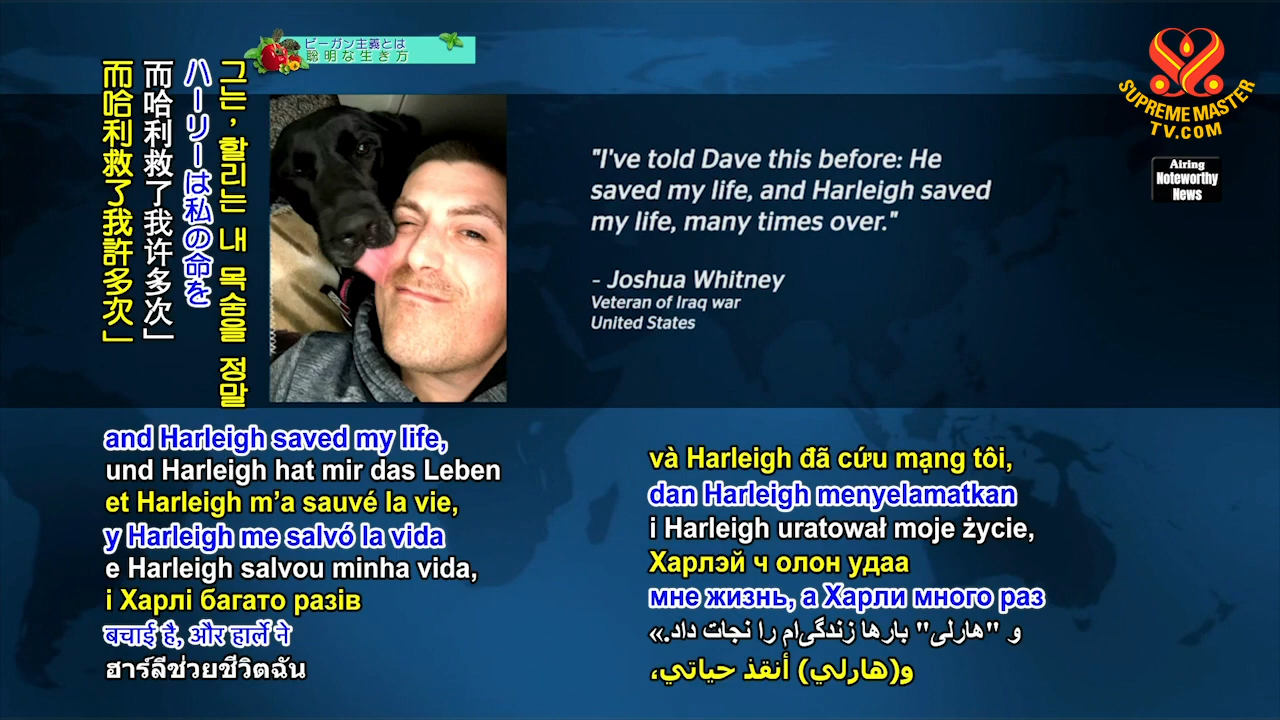 ビーガン主義とは
聡明な生き方
SUPREME MASTER
TV.COM
Airing
Noteworthy
News
그는, 할리는 내 목숨을 정말
ハーリーは私の命を
而哈利救了我许多次」
而哈利救了我許多次」
"I've told Dave this before: He
saved my life, and Harleigh saved
my life, many times over."
- Joshua Whitney
Veteran of Iraq war
United States
and Harleigh saved my life,
und Harleigh hat mir das Leben
et Harleigh m’a sauvé la vie,
y Harleigh me salvó la vida
e Harleigh salvou minha vida,
і Харлі багато разів
बचाई है, और हार्ले ने
ฮาร์ลีช่วยชีวิตฉัน
và Harleigh đã cứu mạng tôi,
dan Harleigh menyelamatkan
i Harleigh uratował moje życie,
Харлэй ч олон удаа
мне жизнь, а Харли много раз
و "هارلی" بارها زندگی‌ام را نجات داد.»
و(هارلي) أنقذ حياتي،